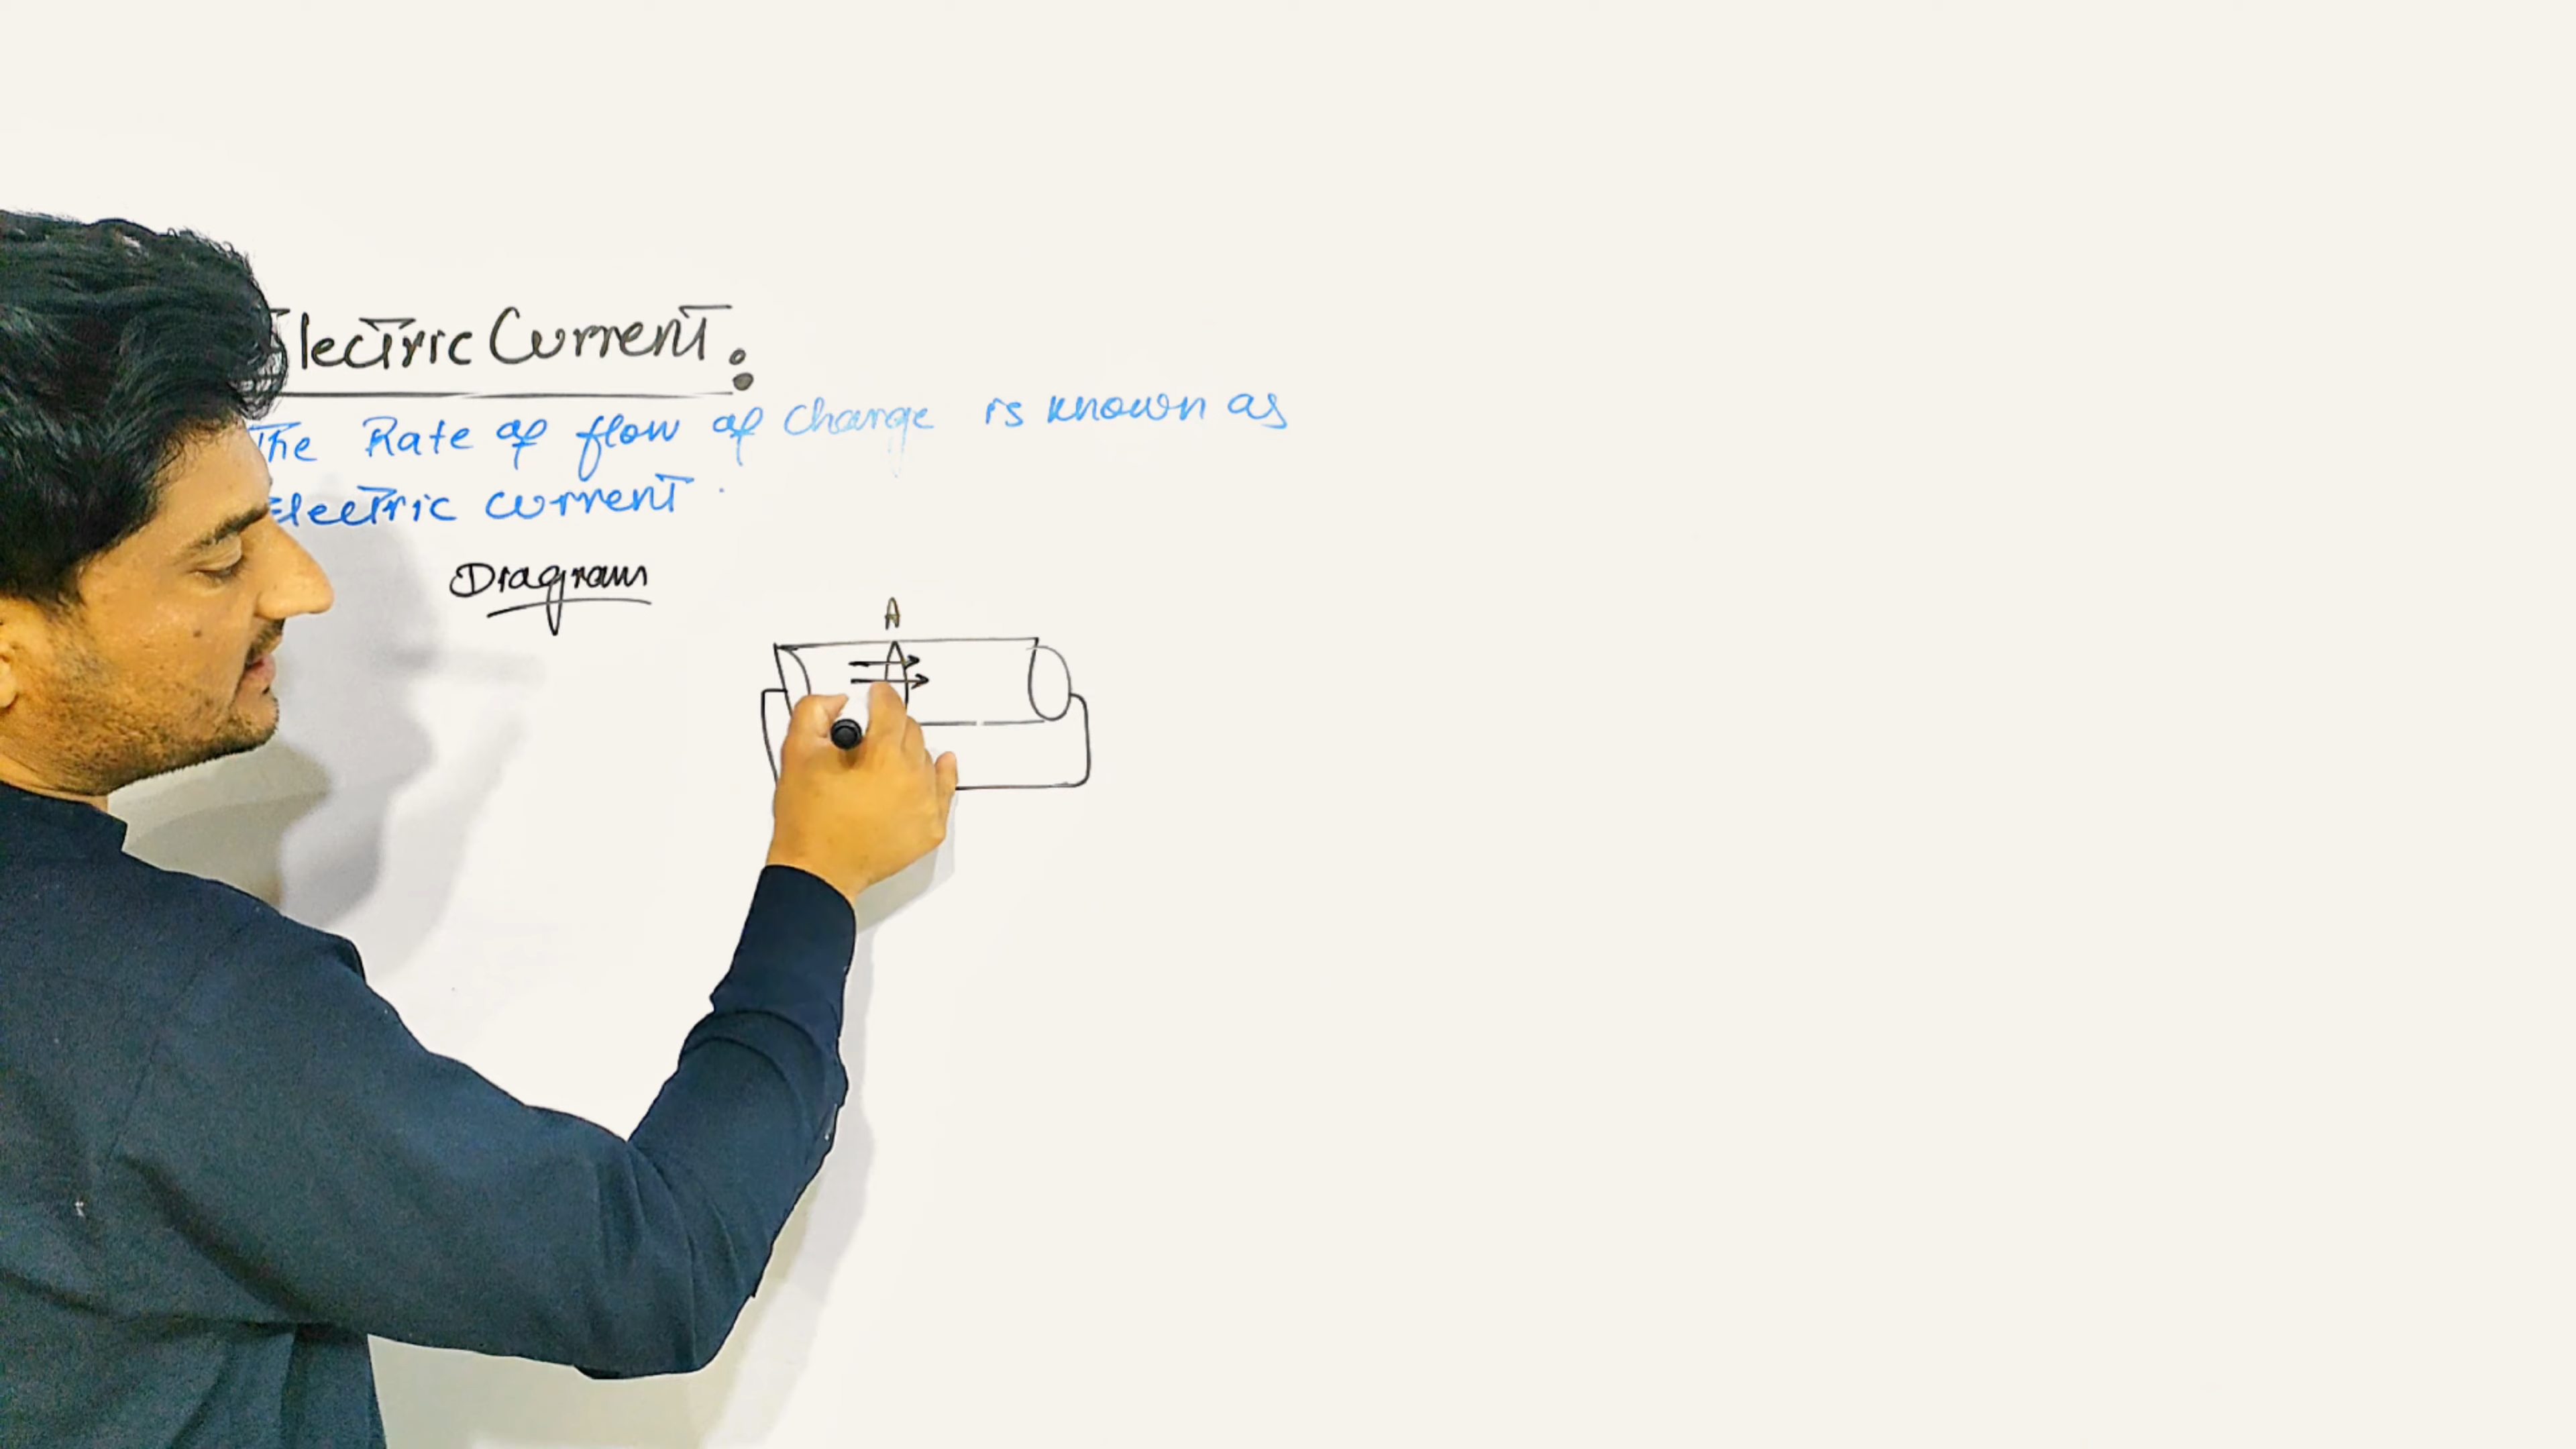 Electric Current:
The Rate of flow of Charge is known as
Electric current.
Diagram
A